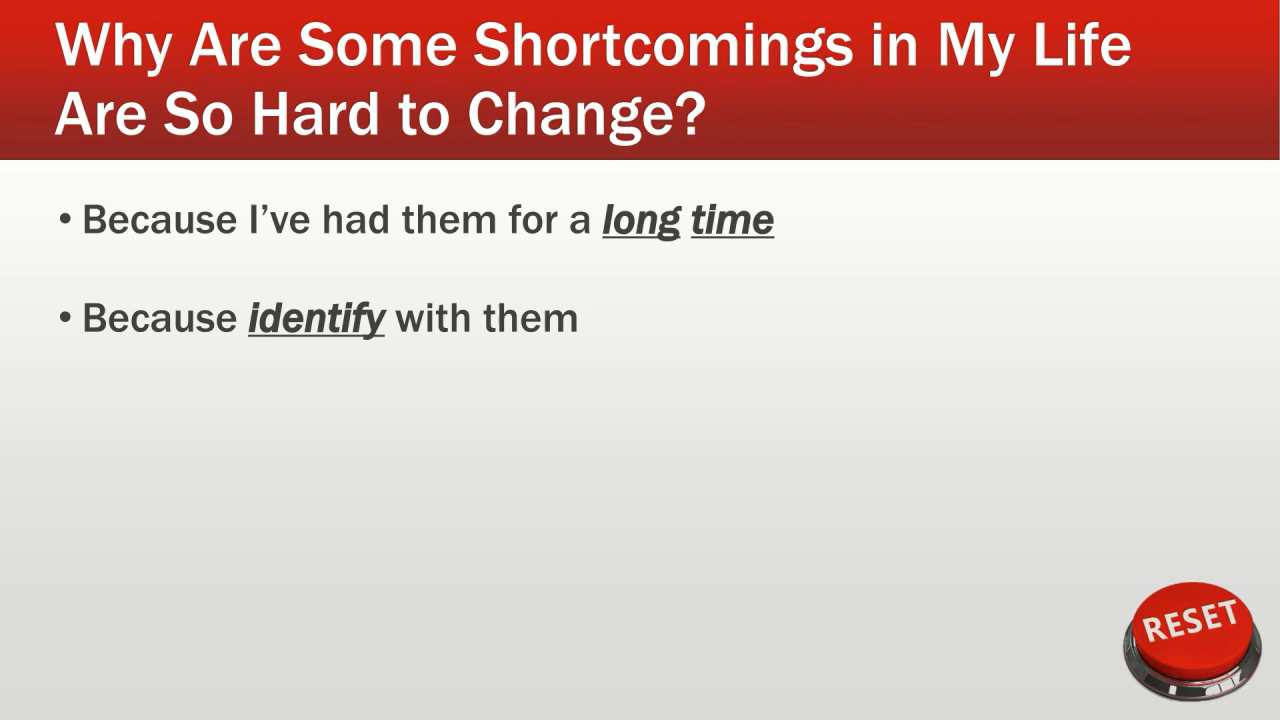 Why Are Some Shortcomings in My Life
Are So Hard to Change?
• Because I’ve had them for a long time
• Because identify with them
RESET